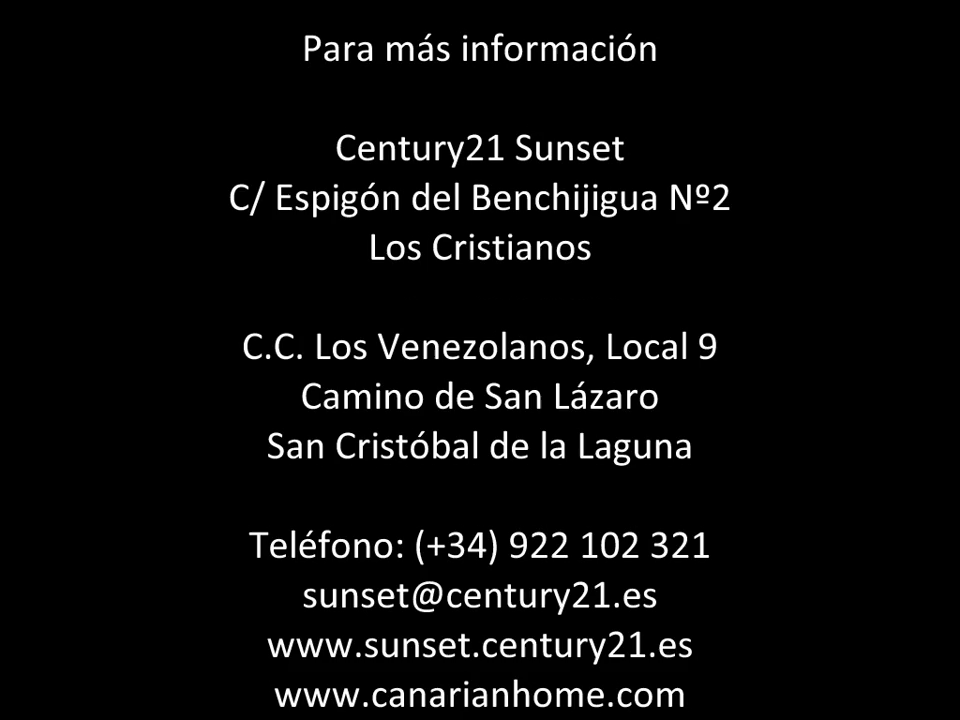 Para más información
Century21 Sunset
C/ Espigón del Benchijigua Nº2
Los Cristianos
C.C. Los Venezolanos, Local 9
Camino de San Lázaro
San Cristóbal de la Laguna
Teléfono: (+34) 922 102 321
sunset@century21.es
www.sunset.century21.es
www.canarianhome.com